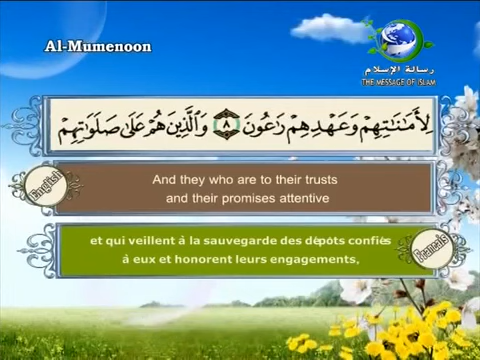 Al-Mumenoon
رسالة الإسلام
THE MESSAGE OF ISLAM
لِأَمَـٰنَـٰتِهِمْ وَعَهْدِهِمْ رَٰعُونَ ۝٨ وَٱلَّذِينَ هُمْ عَلَىٰ صَلَوَٰتِهِمْ
English
And they who are to their trusts
and their promises attentive
Francais
et qui veillent à la sauvegarde des dépôts confiés
à eux et honorent leurs engagements,